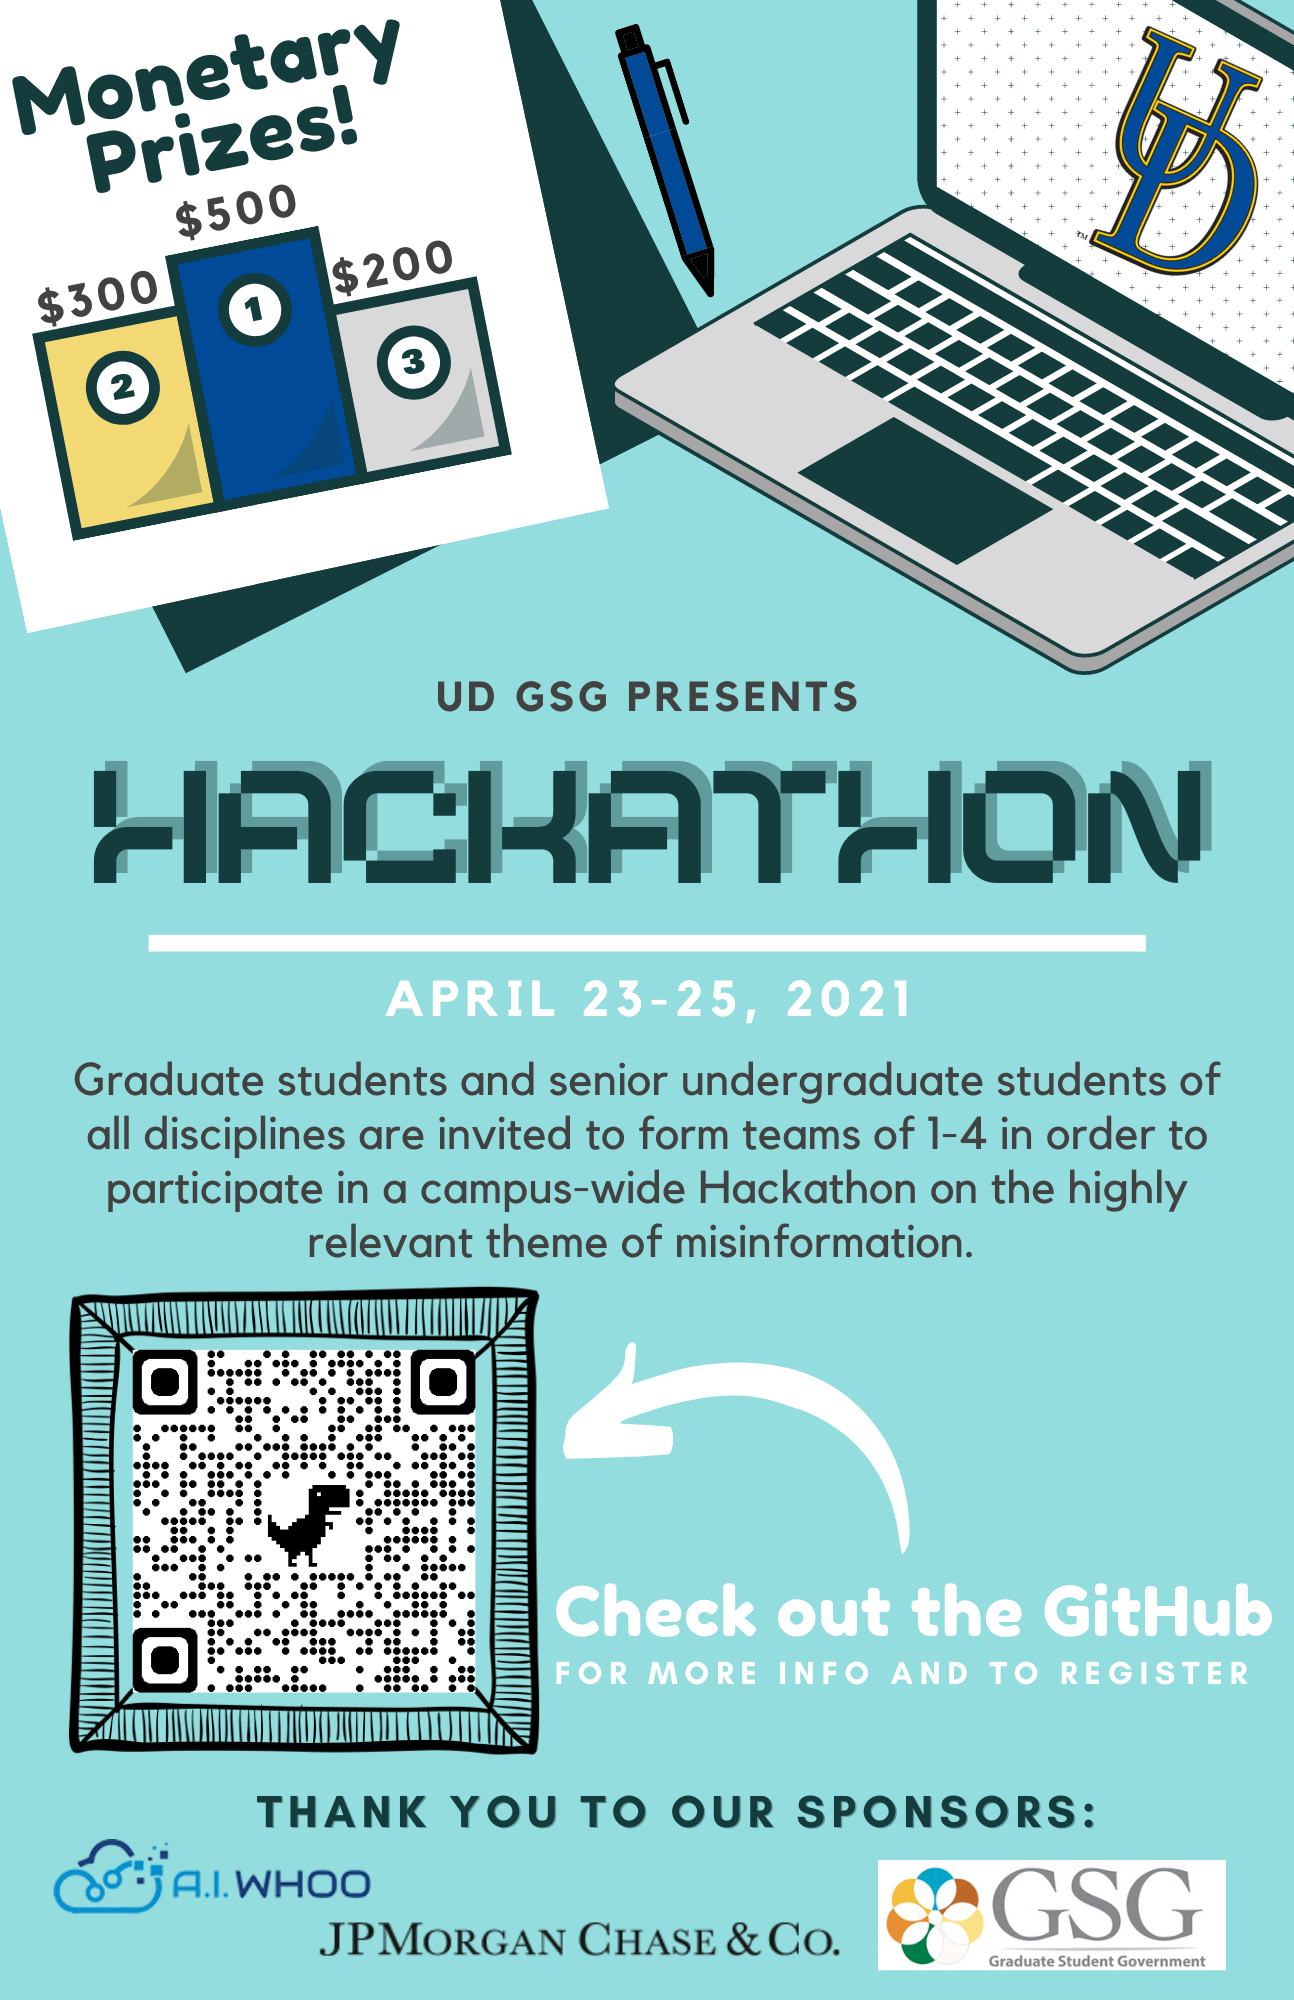 Monetary
Prizes!
$500
$300
$200
1
2
3
UD
™
UD GSG PRESENTS
HACKATHON
APRIL 23-25, 2021
Graduate students and senior undergraduate students of
all disciplines are invited to form teams of 1-4 in order to
participate in a campus-wide Hackathon on the highly
relevant theme of misinformation.
Check out the GitHub
FOR MORE INFO AND TO REGISTER
THANK YOU TO OUR SPONSORS:
A.I.WHOO
JPMORGAN CHASE & CO.
GSG
Graduate Student Government